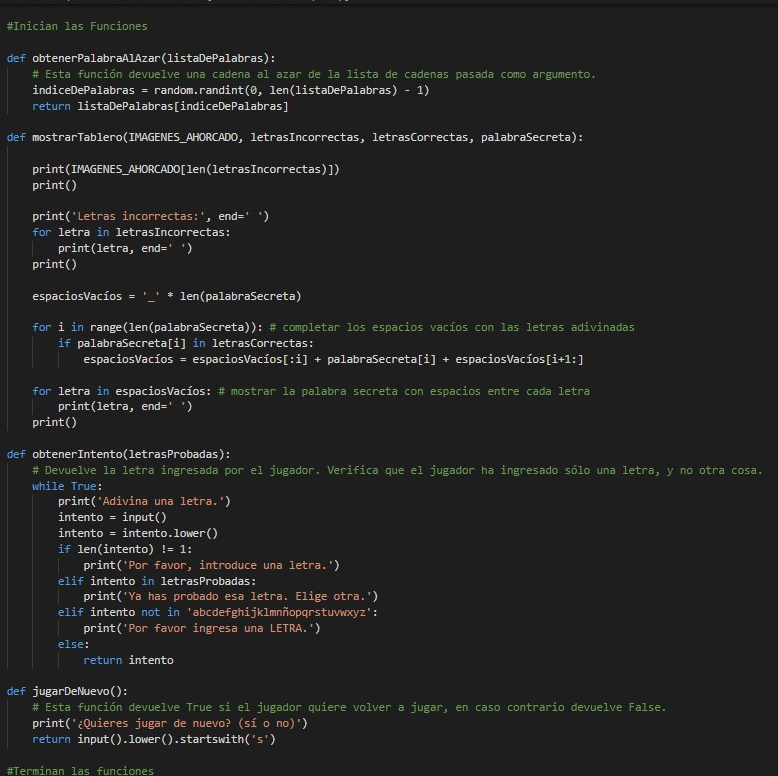 #Inician las Funciones
def obtenerPalabraAlAzar(listaDePalabras):
# Esta función devuelve una cadena al azar de la lista de cadenas pasada como argumento.
indiceDePalabras = random.randint(0, len(listaDePalabras) - 1)
return listaDePalabras[indiceDePalabras]
def mostrarTablero(IMAGENES_AHORCADO, letrasIncorrectas, letrasCorrectas, palabraSecreta):
print(IMAGENES_AHORCADO[len(letrasIncorrectas)])
print()
print('Letras incorrectas:', end=' ')
for letra in letrasIncorrectas:
print(letra, end=' ')
print()
espaciosVacíos = '_' * len(palabraSecreta)
for i in range(len(palabraSecreta)): # completar los espacios vacíos con las letras adivinadas
if palabraSecreta[i] in letrasCorrectas:
espaciosVacíos = espaciosVacíos[:i] + palabraSecreta[i] + espaciosVacíos[i+1:]
for letra in espaciosVacíos: # mostrar la palabra secreta con espacios entre cada letra
print(letra, end=' ')
print()
def obtenerIntento(letrasProbadas):
# Devuelve la letra ingresada por el jugador. Verifica que el jugador ha ingresado sólo una letra, y no otra cosa.
while True:
print('Adivina una letra.')
intento = input()
intento = intento.lower()
if len(intento) != 1:
print('Por favor, introduce una letra.')
elif intento in letrasProbadas:
print('Ya has probado esa letra. Elige otra.')
elif intento not in 'abcdefghijklmnñopqrstuvwxyz':
print('Por favor ingresa una LETRA.')
else:
return intento
def jugarDeNuevo():
# Esta función devuelve True si el jugador quiere volver a jugar, en caso contrario devuelve False.
print('¿Quieres jugar de nuevo? (sí o no)')
return input().lower().startswith('s')
#Terminan las funciones